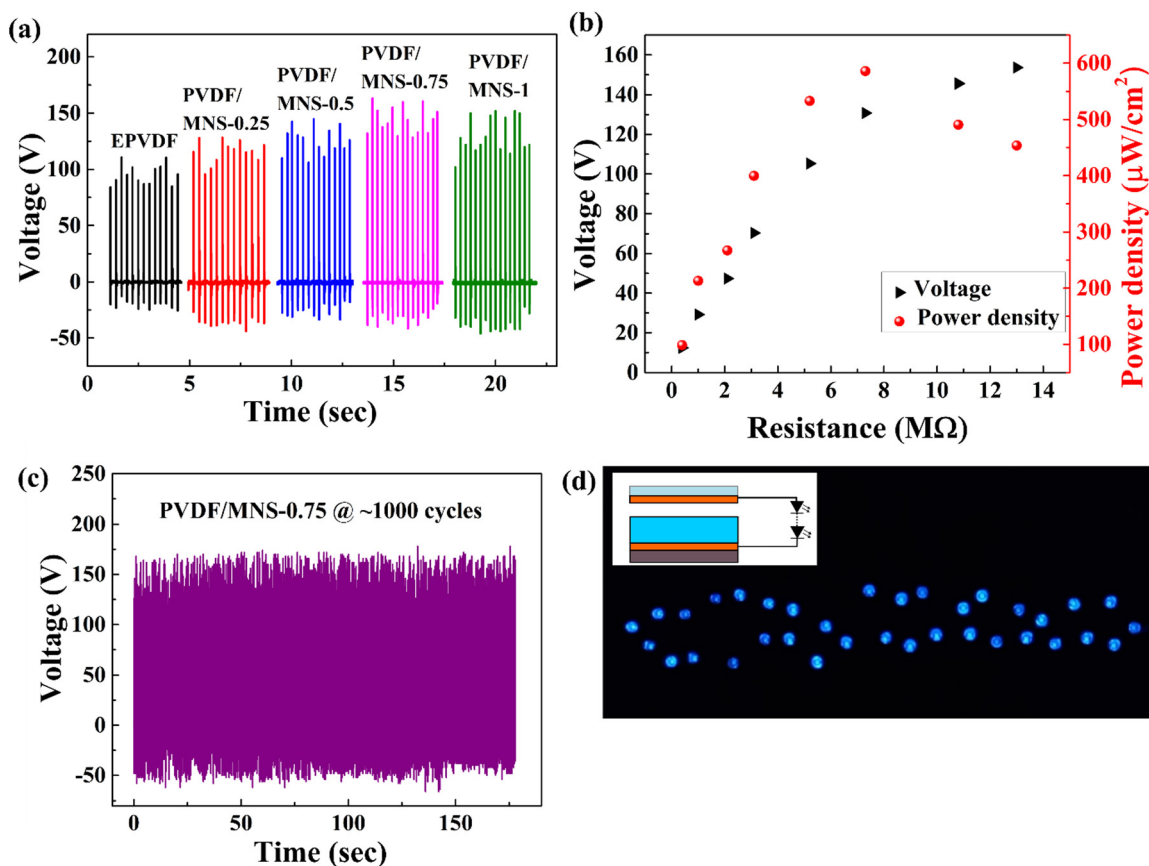 (a)
Voltage (V)
200
150
100
50
0
-50
EPVDF
PVDF/
MNS-0.25
PVDF/
MNS-0.5
PVDF/
MNS-0.75
PVDF/
MNS-1
0 5 10 15 20
Time (sec)
(b)
Voltage (V)
160
140
120
100
80
60
40
20
0
Voltage
Power density
600
500
400
300
200
100
Power density (μW/cm²)
0 2 4 6 8 10 12 14
Resistance (MΩ)
(c)
Voltage (V)
250
200
150
100
50
0
-50
PVDF/MNS-0.75 @ ~1000 cycles
0 50 100 150
Time (sec)
(d)